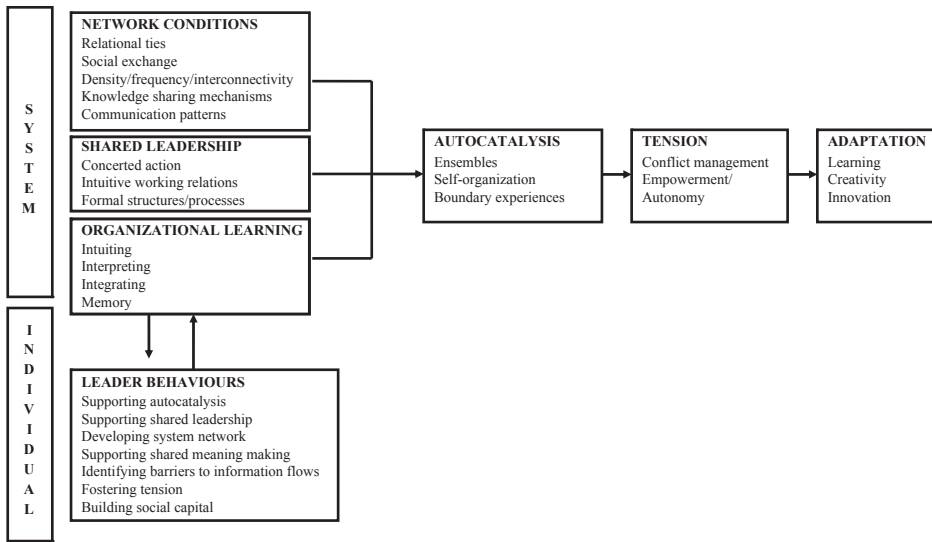 SYSTEM
NETWORK CONDITIONS
Relational ties
Social exchange
Density/frequency/interconnectivity
Knowledge sharing mechanisms
Communication patterns
SHARED LEADERSHIP
Concerted action
Intuitive working relations
Formal structures/processes
ORGANIZATIONAL LEARNING
Intuiting
Interpreting
Integrating
Memory
AUTOCATALYSIS
Ensembles
Self-organization
Boundary experiences
TENSION
Conflict management
Empowerment/
Autonomy
ADAPTATION
Learning
Creativity
Innovation
INDIVIDUAL
LEADER BEHAVIOURS
Supporting autocatalysis
Supporting shared leadership
Developing system network
Supporting shared meaning making
Identifying barriers to information flows
Fostering tension
Building social capital